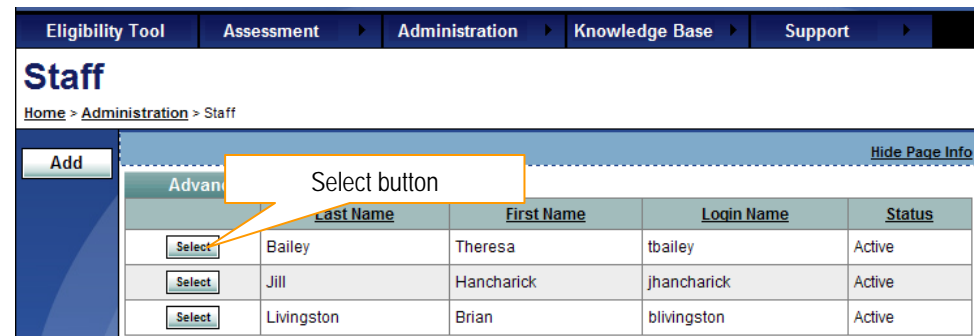 Eligibility Tool Assessment Administration Knowledge Base Support
Staff
Home > Administration > Staff
Add
Hide Page Info
Select button
Last Name First Name Login Name Status
Select Bailey Theresa tbailey Active
Select Jill Hancharick jhancharick Active
Select Livingston Brian blivingston Active